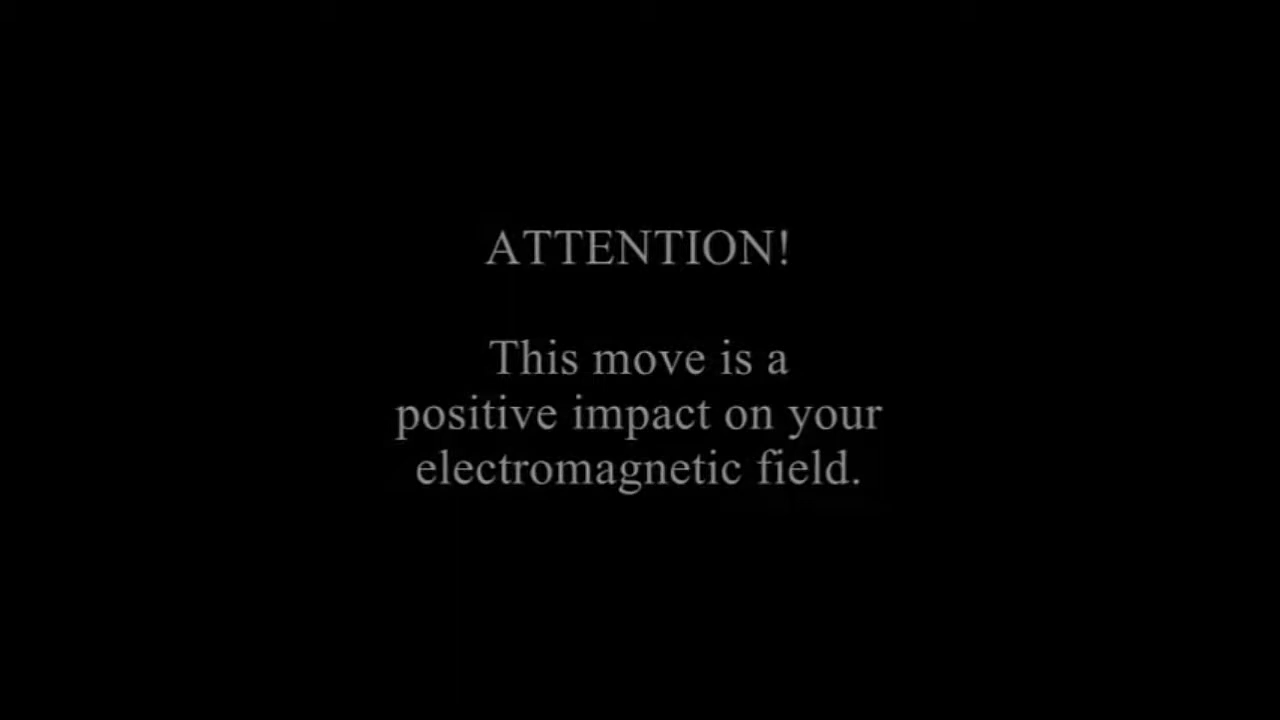 ATTENTION!
This move is a
positive impact on your
electromagnetic field.